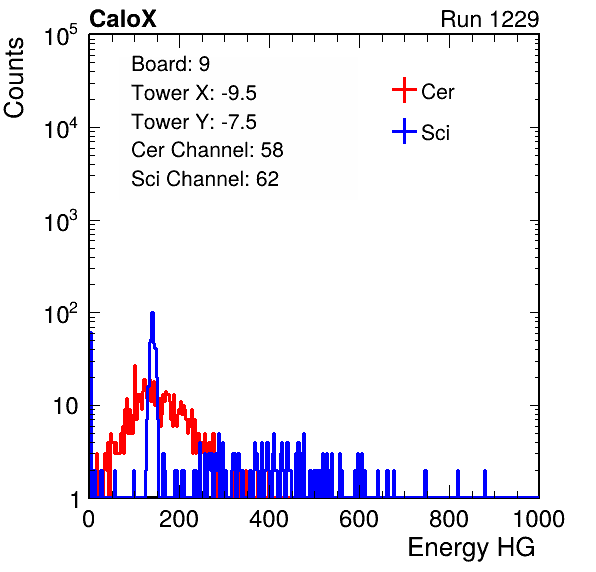 CaloX Run 1229
Counts
10^5
10^4
10^3
10^2
10
1
Board: 9
Tower X: -9.5
Tower Y: -7.5
Cer Channel: 58
Sci Channel: 62
Cer
Sci
0 200 400 600 800 1000
Energy HG